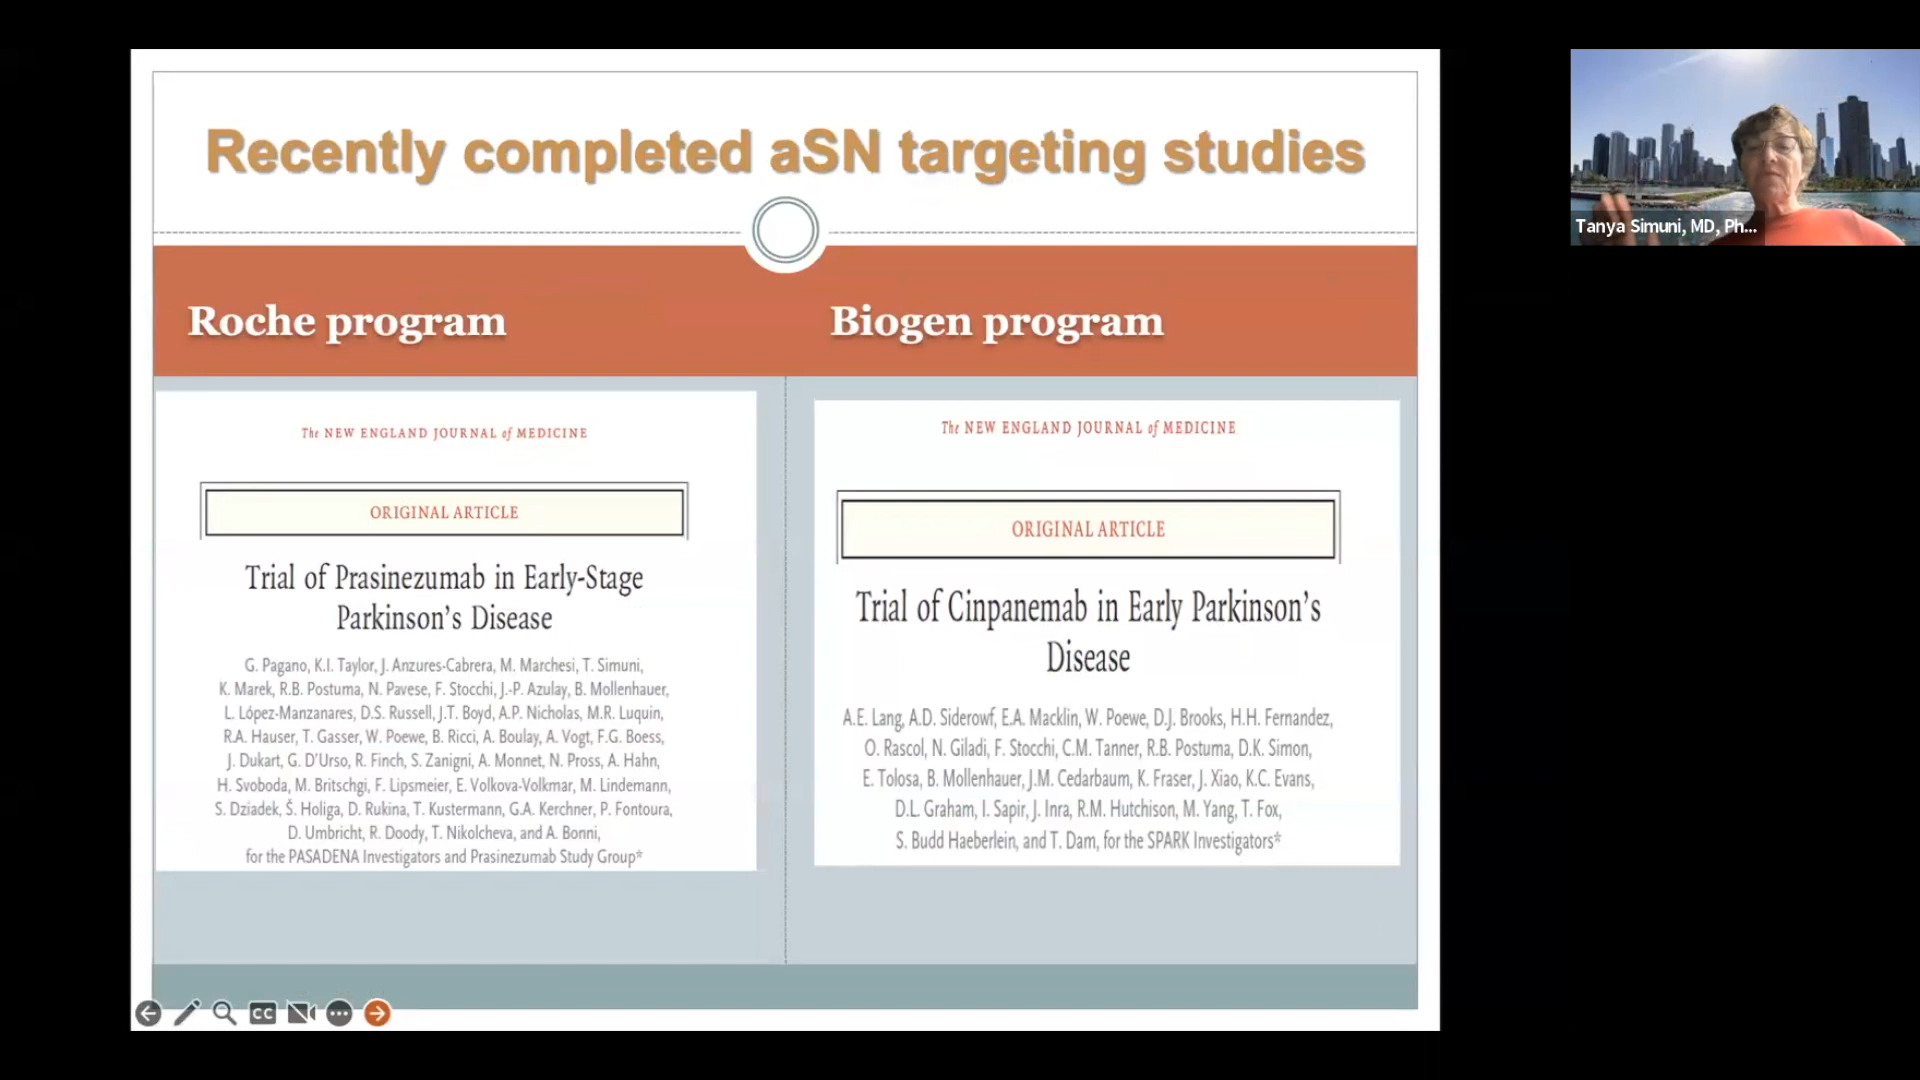 Recently completed aSN targeting studies
Roche program
The NEW ENGLAND JOURNAL of MEDICINE
ORIGINAL ARTICLE
Trial of Prasinezumab in Early-Stage
Parkinson's Disease
G. Pagano, K.I. Taylor, J. Anzures-Cabrera, M. Marchesi, T. Simuni,
K. Marek, R.B. Postuma, N. Pavese, F. Stocchi, J.-P. Azulay, B. Mollenhauer,
L. López-Manzanares, D.S. Russell, J.T. Boyd, A.P. Nicholas, M.R. Luquin,
R.A. Hauser, T. Gasser, W. Poewe, B. Ricci, A. Boulay, A. Vogt, F.G. Boess,
J. Dukart, G. D'Urso, R. Finch, S. Zanigni, A. Monnet, N. Pross, A. Hahn,
H. Svoboda, M. Britschgi, F. Lipsmeier, E. Volkova-Volkmar, M. Lindemann,
S. Dziadek, Š. Holiga, D. Rukina, T. Kustermann, G.A. Kerchner, P. Fontoura,
D. Umbricht, R. Doody, T. Nikolcheva, and A. Bonni,
for the PASADENA Investigators and Prasinezumab Study Group*
Biogen program
The NEW ENGLAND JOURNAL of MEDICINE
ORIGINAL ARTICLE
Trial of Cinpanemab in Early Parkinson's
Disease
A.E. Lang, A.D. Siderowf, E.A. Macklin, W. Poewe, D.J. Brooks, H.H. Fernandez,
O. Rascol, N. Giladi, F. Stocchi, C.M. Tanner, R.B. Postuma, D.K. Simon,
E. Tolosa, B. Mollenhauer, J.M. Cedarbaum, K. Fraser, J. Xiao, K.C. Evans,
D.L. Graham, I. Sapir, J. Inra, R.M. Hutchison, M. Yang, T. Fox,
S. Budd Haeberlein, and T. Dam, for the SPARK Investigators*
CC
Tanya Simuni, MD, Ph...